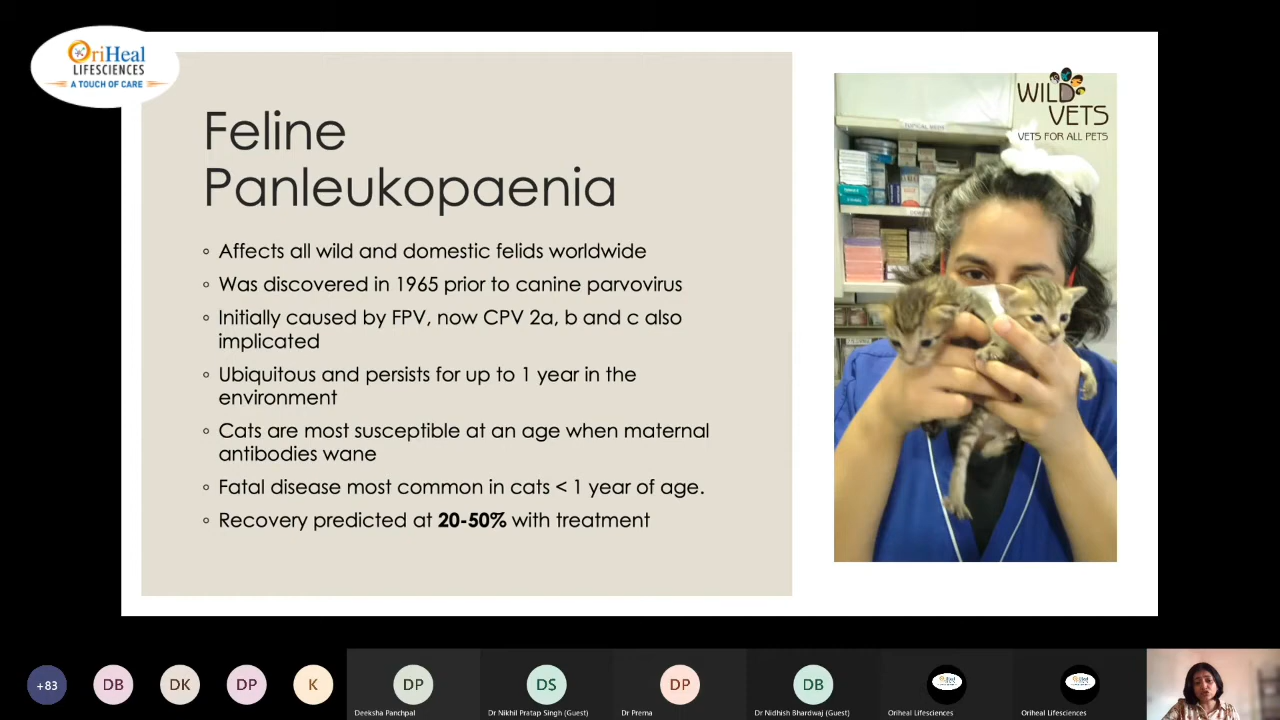 OriHeal
LIFESCIENCES
A TOUCH OF CARE
Feline
Panleukopaenia
◦ Affects all wild and domestic felids worldwide
◦ Was discovered in 1965 prior to canine parvovirus
◦ Initially caused by FPV, now CPV 2a, b and c also
implicated
◦ Ubiquitous and persists for up to 1 year in the
environment
◦ Cats are most susceptible at an age when maternal
antibodies wane
◦ Fatal disease most common in cats < 1 year of age.
◦ Recovery predicted at 20-50% with treatment
WILD
VETS
VETS FOR ALL PETS
+83
DB
DK
DP
K
DP
Deeksha Panchpal
DS
Dr Nikhil Pratap Singh (Guest)
DP
Dr Prerna
DB
Dr Nidhish Bhardwaj (Guest)
Oriheal Lifesciences
Oriheal Lifesciences